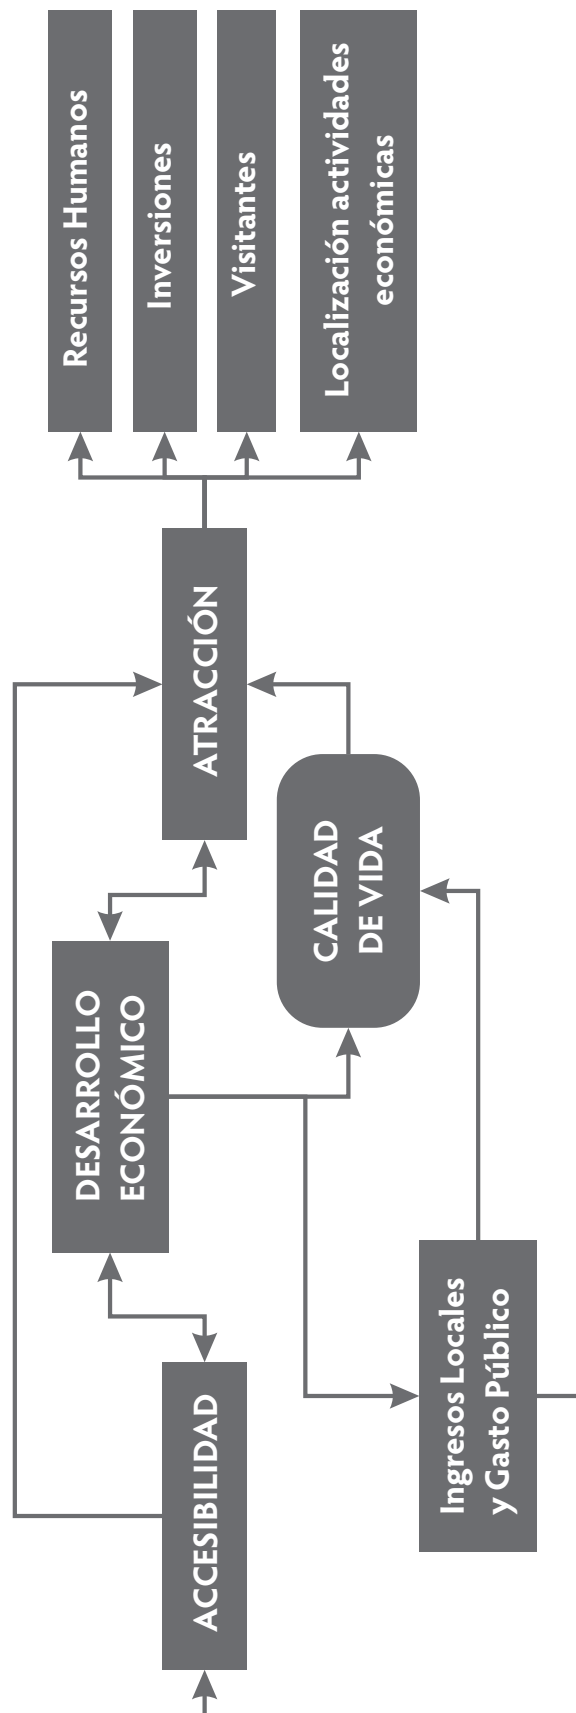 ACCESIBILIDAD
DESARROLLO
ECONÓMICO
ATRACCIÓN
Recursos Humanos
Inversiones
Visitantes
Localización actividades
económicas
CALIDAD
DE VIDA
Ingresos Locales
y Gasto Público